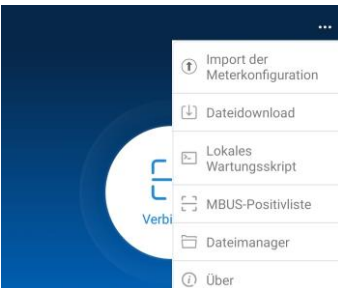 ...
Import der
Meterkonfiguration
Dateidownload
Lokales
Wartungsskript
MBUS-Positivliste
Verbi
Dateimanager
Über